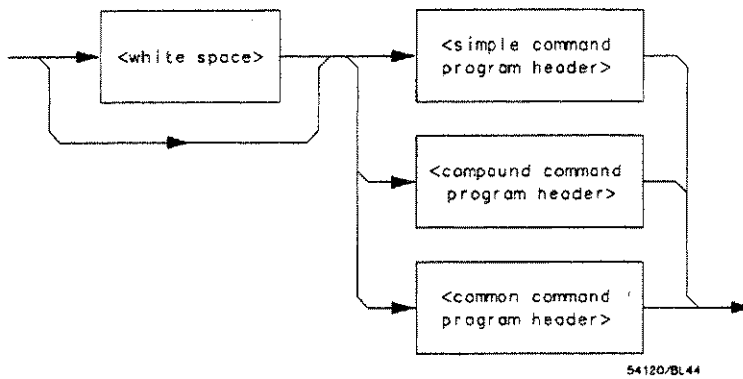 <white space>
<simple command
program header>
<compound command
program header>
<common command
program header>
54120/BL44